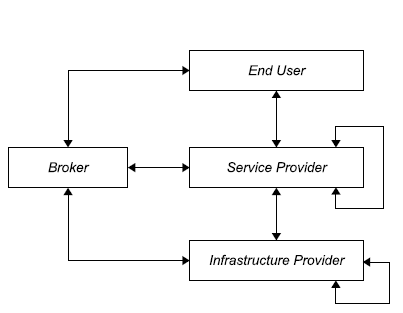 End User
Broker
Service Provider
Infrastructure Provider